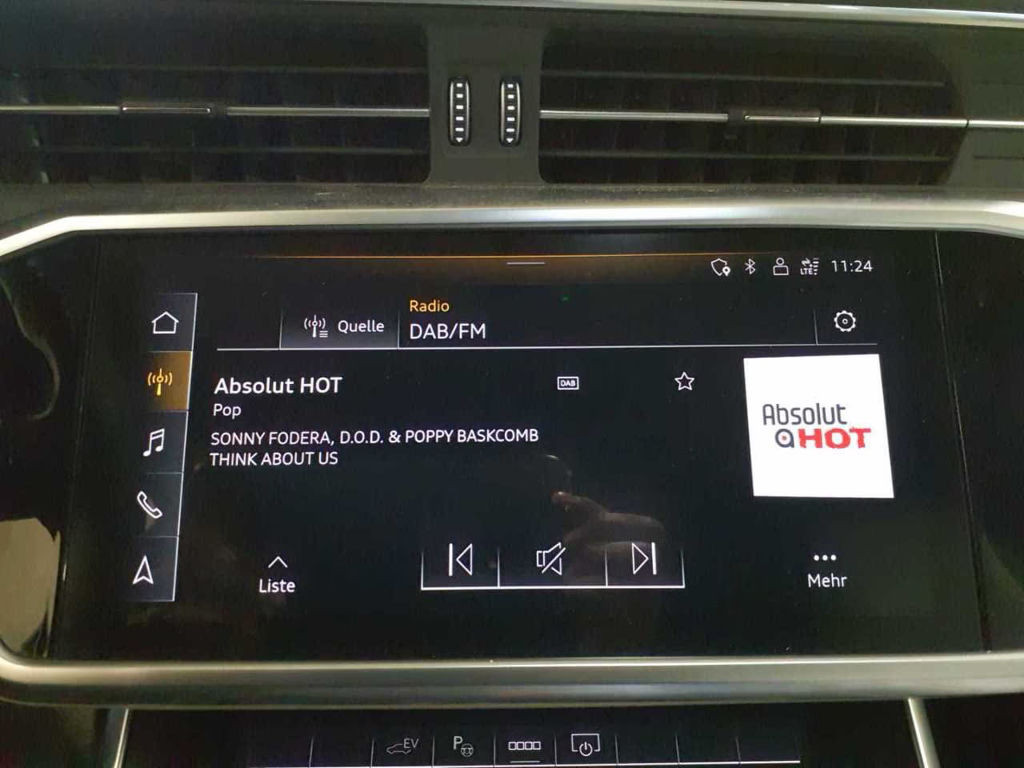 LTE
11:24
Quelle
Radio
DAB/FM
Absolut HOT
DAB
Pop
SONNY FODERA, D.O.D. & POPPY BASKCOMB
THINK ABOUT US
Absolut
HOT
Liste
Mehr
EV
P